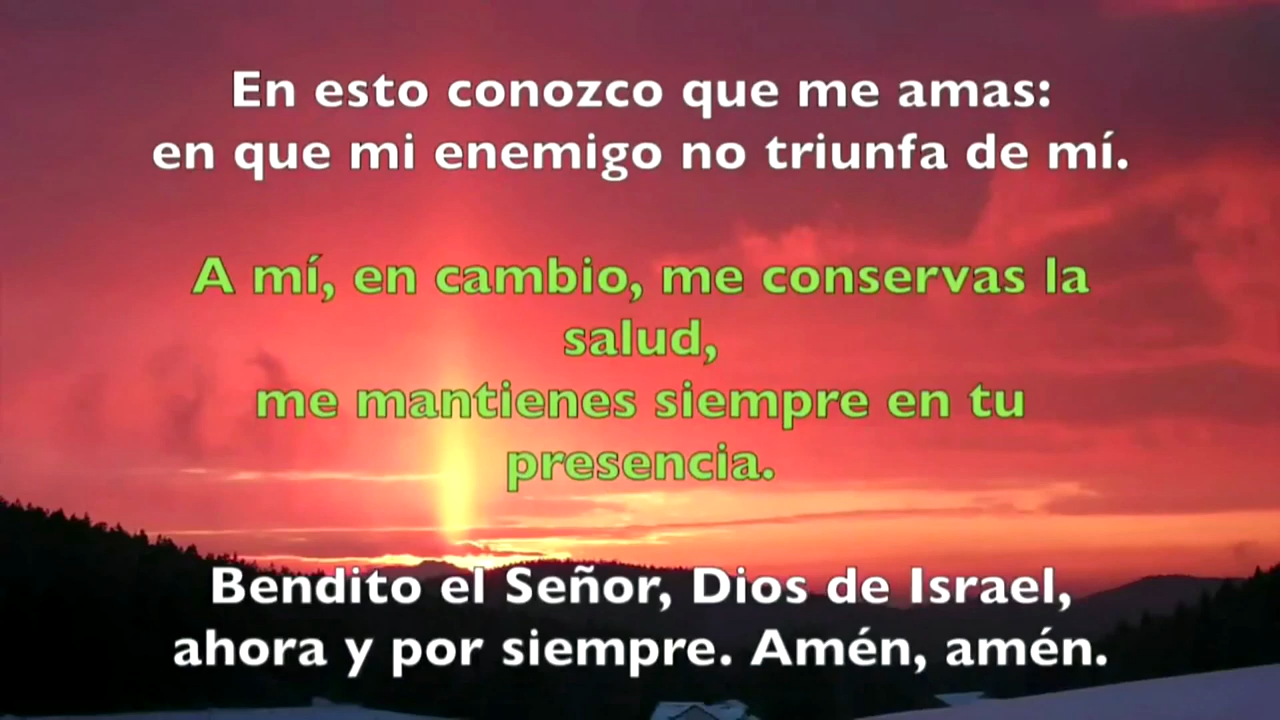 En esto conozco que me amas:
en que mi enemigo no triunfa de mí.
A mí, en cambio, me conservas la
salud,
me mantienes siempre en tu
presencia.
Bendito el Señor, Dios de Israel,
ahora y por siempre. Amén, amén.